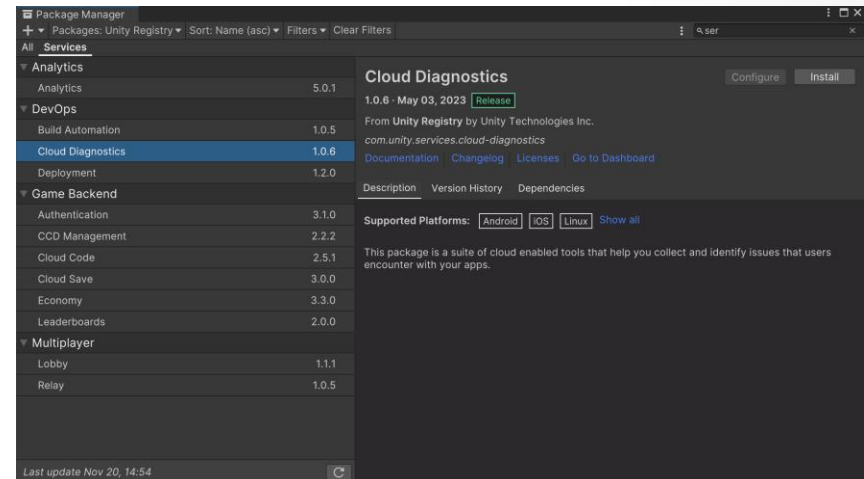 Package Manager
Packages: Unity Registry Sort: Name (asc) Filters Clear Filters ser
All Services
Analytics
Analytics 5.0.1
DevOps
Build Automation 1.0.5
Cloud Diagnostics 1.0.6
Deployment 1.2.0
Game Backend
Authentication 3.1.0
CCD Management 2.2.2
Cloud Code 2.5.1
Cloud Save 3.0.0
Economy 3.3.0
Leaderboards 2.0.0
Multiplayer
Lobby 1.1.1
Relay 1.0.5
Last update Nov 20, 14:54
Cloud Diagnostics Configure Install
1.0.6 · May 03, 2023 Release
From Unity Registry by Unity Technologies Inc.
com.unity.services.cloud-diagnostics
Documentation Changelog Licenses Go to Dashboard
Description Version History Dependencies
Supported Platforms: Android iOS Linux Show all
This package is a suite of cloud enabled tools that help you collect and identify issues that users
encounter with your apps.